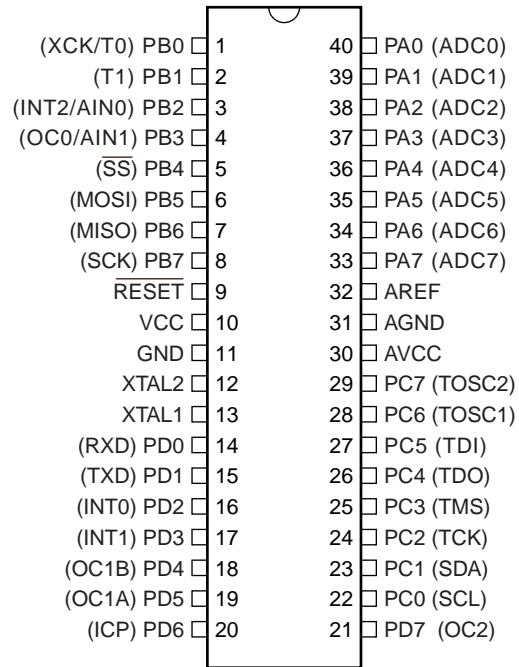 (XCK/T0) PB0 1 40 PA0 (ADC0)
(T1) PB1 2 39 PA1 (ADC1)
(INT2/AIN0) PB2 3 38 PA2 (ADC2)
(OC0/AIN1) PB3 4 37 PA3 (ADC3)
(SS) PB4 5 36 PA4 (ADC4)
(MOSI) PB5 6 35 PA5 (ADC5)
(MISO) PB6 7 34 PA6 (ADC6)
(SCK) PB7 8 33 PA7 (ADC7)
RESET 9 32 AREF
VCC 10 31 AGND
GND 11 30 AVCC
XTAL2 12 29 PC7 (TOSC2)
XTAL1 13 28 PC6 (TOSC1)
(RXD) PD0 14 27 PC5 (TDI)
(TXD) PD1 15 26 PC4 (TDO)
(INT0) PD2 16 25 PC3 (TMS)
(INT1) PD3 17 24 PC2 (TCK)
(OC1B) PD4 18 23 PC1 (SDA)
(OC1A) PD5 19 22 PC0 (SCL)
(ICP) PD6 20 21 PD7 (OC2)